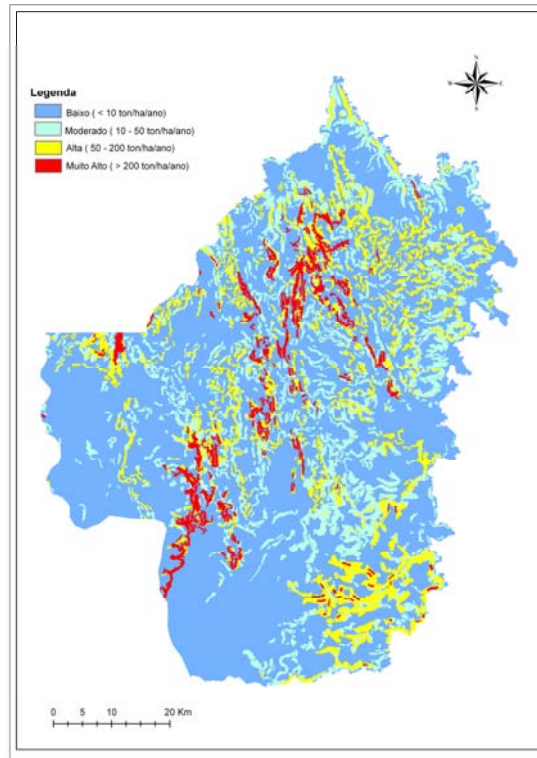 N
W E
S
Legenda
Baixo ( < 10 ton/ha/ano)
Moderado ( 10 - 50 ton/ha/ano)
Alta ( 50 - 200 ton/ha/ano)
Muito Alto ( > 200 ton/ha/ano)
0 5 10 20 Km